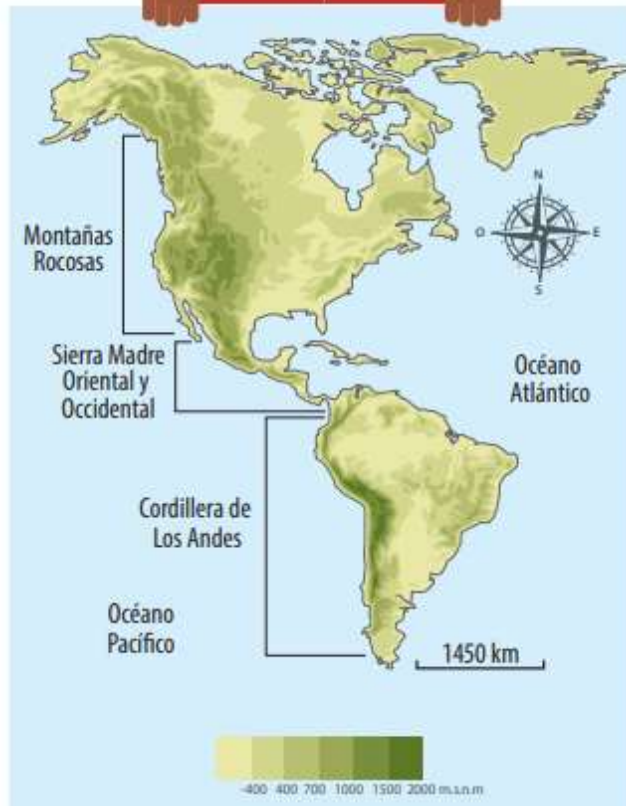 N
O
E
S
Montañas
Rocosas
Sierra Madre
Oriental y
Occidental
Océano
Atlántico
Cordillera de
Los Andes
Océano
Pacífico
1450 km
-400 400 700 1000 1500 2000 m.s.n.m